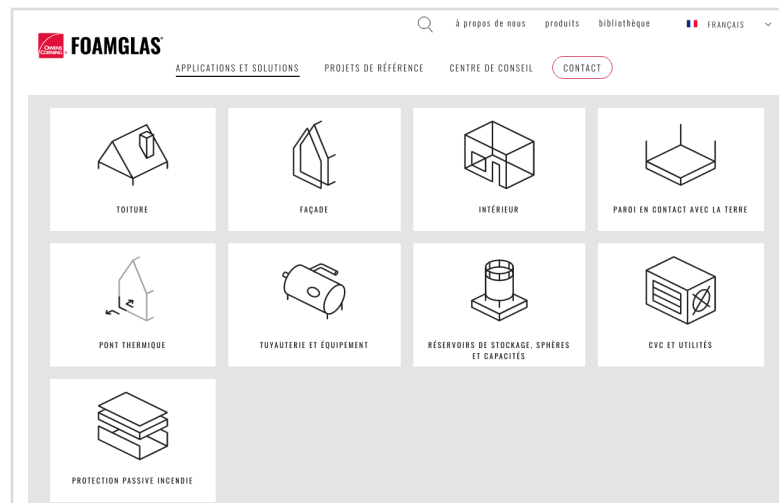 à propos de nous produits bibliothèque FRANÇAIS
OWENS
CORNING
FOAMGLAS®
APPLICATIONS ET SOLUTIONS PROJETS DE RÉFÉRENCE CENTRE DE CONSEIL CONTACT
TOITURE
FAÇADE
INTÉRIEUR
PAROI EN CONTACT AVEC LA TERRE
PONT THERMIQUE
TUYAUTERIE ET ÉQUIPEMENT
RÉSERVOIRS DE STOCKAGE, SPHÈRES
ET CAPACITÉS
CVC ET UTILITÉS
PROTECTION PASSIVE INCENDIE